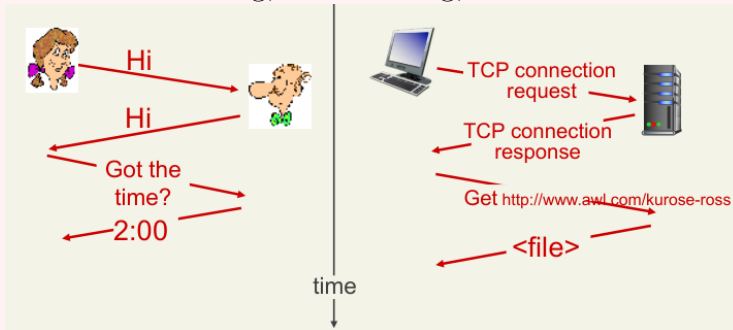 Hi
Hi
Got the
time?
2:00
TCP connection
request
TCP connection
response
Get http://www.awl.com/kurose-ross
<file>
time